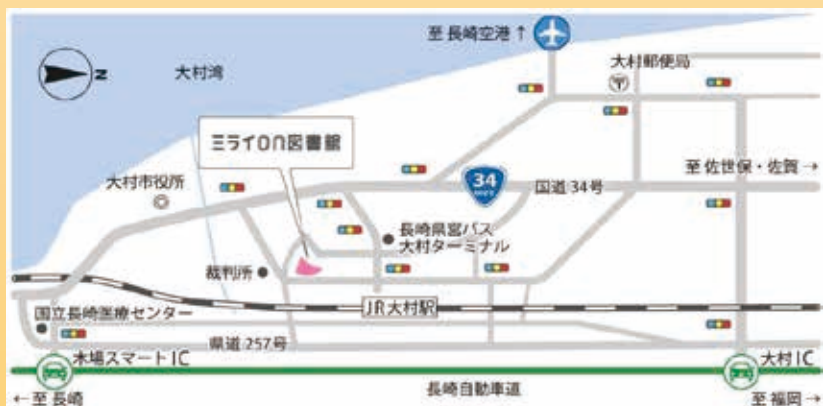 至 長崎空港 ↑
大村郵便局
N
大村湾
ミライon図書館
至 佐世保・佐賀 →
34
国道 34号
大村市役所
長崎県営バス
大村ターミナル
裁判所
JR大村駅
国立長崎医療センター
県道 257号
木場スマートIC
大村 IC
長崎自動車道
← 至 長崎
至 福岡 →